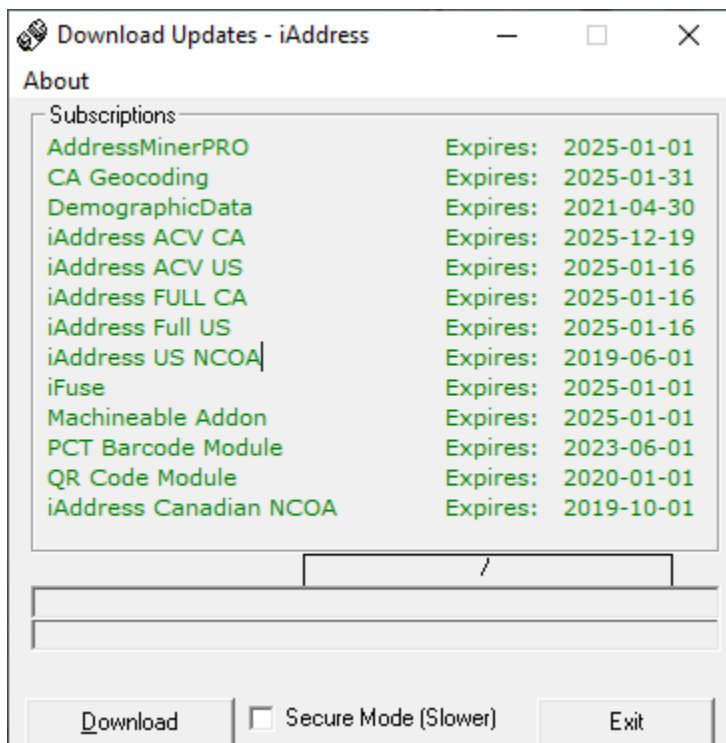 Download Updates - iAddress
About
Subscriptions
AddressMinerPRO Expires: 2025-01-01
CA Geocoding Expires: 2025-01-31
DemographicData Expires: 2021-04-30
iAddress ACV CA Expires: 2025-12-19
iAddress ACV US Expires: 2025-01-16
iAddress FULL CA Expires: 2025-01-16
iAddress Full US Expires: 2025-01-16
iAddress US NCOA Expires: 2019-06-01
iFuse Expires: 2025-01-01
Machineable Addon Expires: 2025-01-01
PCT Barcode Module Expires: 2023-06-01
QR Code Module Expires: 2020-01-01
iAddress Canadian NCOA Expires: 2019-10-01
/
Download Secure Mode (Slower) Exit